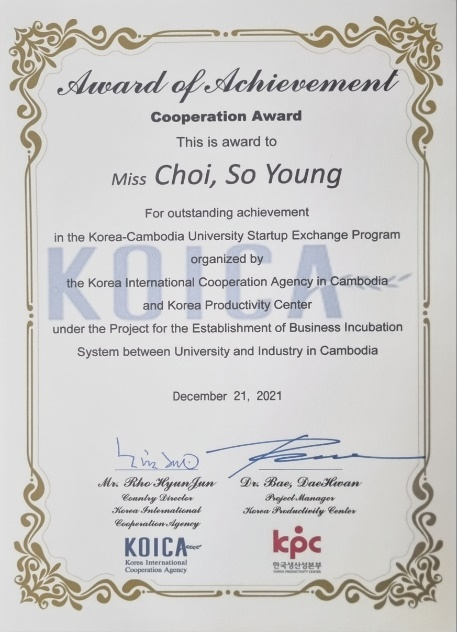 Award of Achievement
Cooperation Award
This is award to
Miss Choi, So Young
For outstanding achievement
in the Korea-Cambodia University Startup Exchange Program
organized by
the Korea International Cooperation Agency in Cambodia
and Korea Productivity Center
under the Project for the Establishment of Business Incubation
System between University and Industry in Cambodia
KOICA
December 21, 2021
Mr. Rho HyunJun
Country Director
Korea International
Cooperation Agency
KOICA
Korea International
Cooperation Agency
Dr. Bae, DaeHwan
Project Manager
Korea Productivity Center
kpc
한국생산성본부
KOREA PRODUCTIVITY CENTER